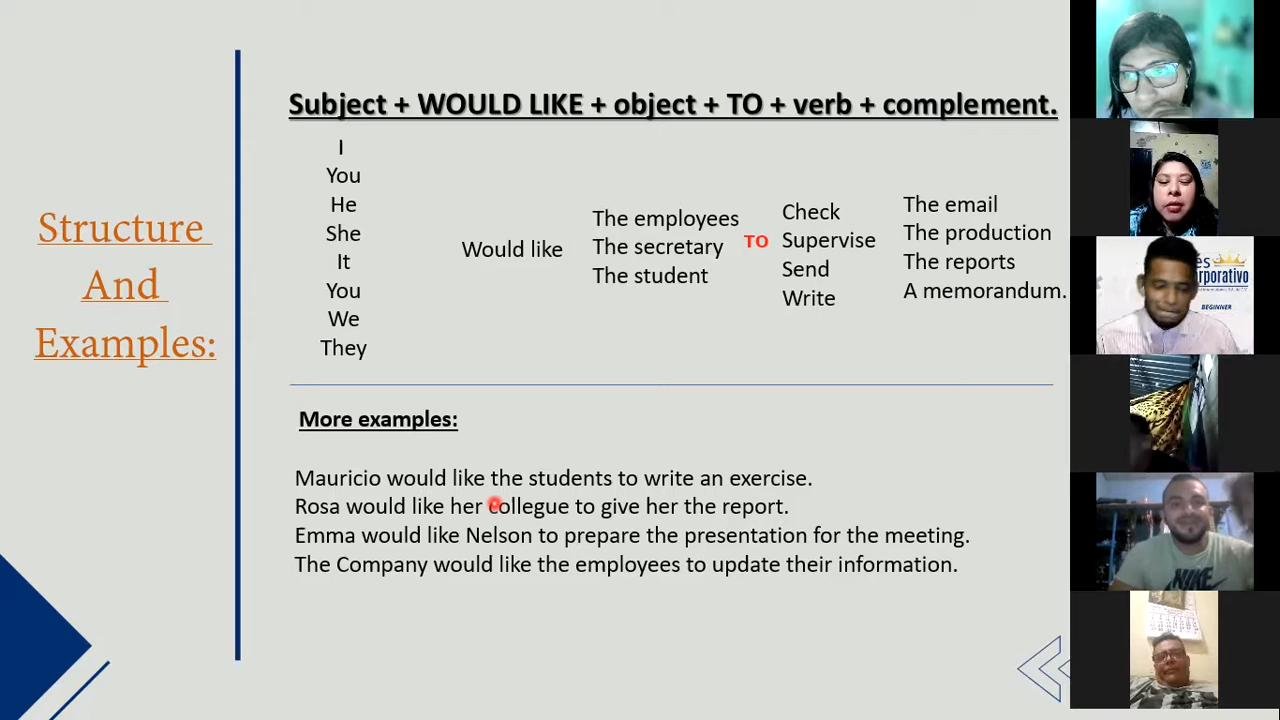 Structure
And
Examples:
Subject + WOULD LIKE + object + TO + verb + complement.
I
You
He
She
It
You
We
They
Would like
The employees
The secretary
The student
TO
Check
Supervise
Send
Write
The email
The production
The reports
A memorandum.
More examples:
Mauricio would like the students to write an exercise.
Rosa would like her collegue to give her the report.
Emma would like Nelson to prepare the presentation for the meeting.
The Company would like the employees to update their information.
BEGINNER
NIKE